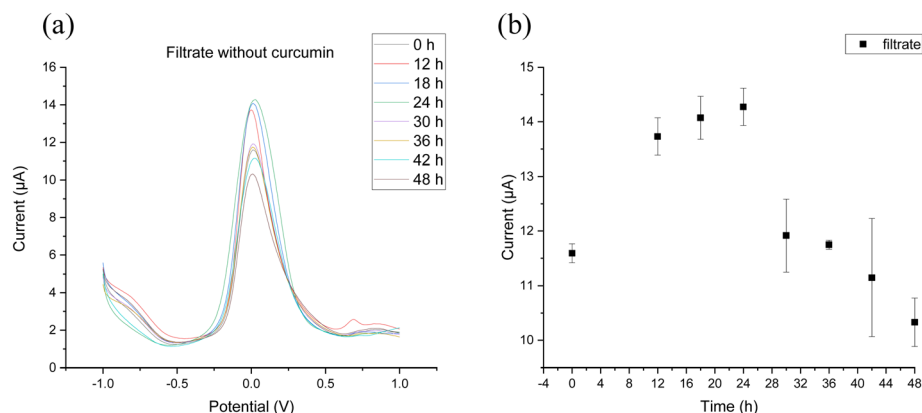 (a)
Filtrate without curcumin
0 h
12 h
18 h
24 h
30 h
36 h
42 h
48 h
16
14
12
10
8
6
4
2
0
Current (μA)
-1.0
-0.5
0.0
0.5
1.0
Potential (V)
(b)
filtrate
15
14
13
12
11
10
Current (μA)
-4
0
4
8
12
16
20
24
28
32
36
40
44
48
Time (h)